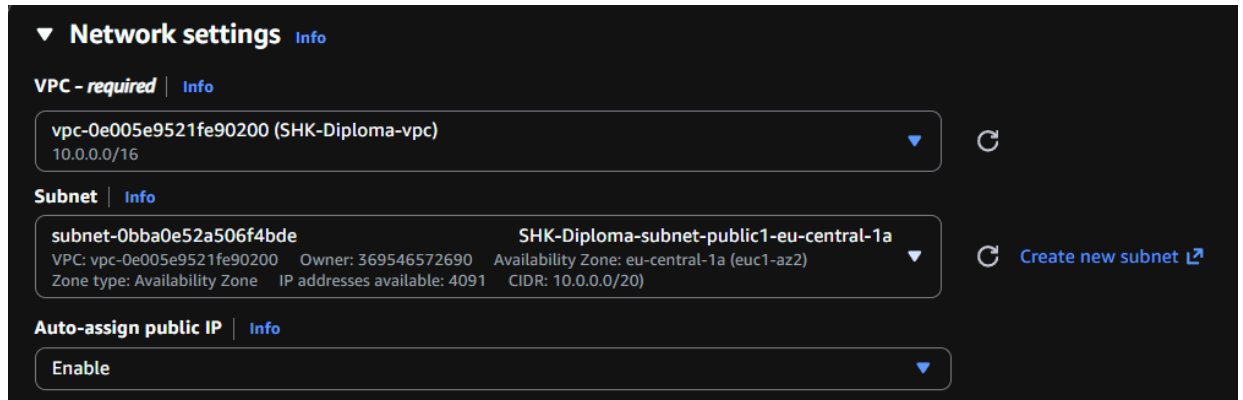 Network settings Info
VPC – required Info
vpc-0e005e9521fe90200 (SHK-Diploma-vpc)
10.0.0.0/16
Subnet Info
subnet-0bba0e52a506f4bde SHK-Diploma-subnet-public1-eu-central-1a
VPC: vpc-0e005e9521fe90200 Owner: 369546572690 Availability Zone: eu-central-1a (euc1-az2)
Zone type: Availability Zone IP addresses available: 4091 CIDR: 10.0.0.0/20)
Create new subnet
Auto-assign public IP Info
Enable